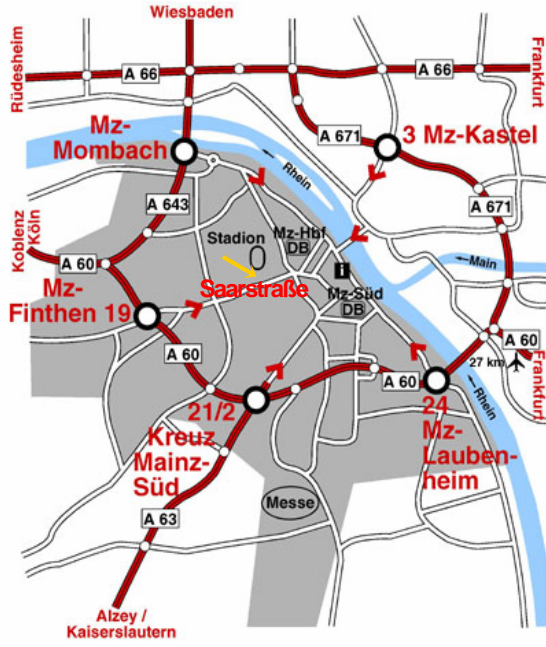 Wiesbaden
Rüdesheim
A 66
A 66
Frankfurt
Mz-
Mombach
A 671
3 Mz-Kastel
Rhein
A 643
A 671
Koblenz
Köln
A 60
Stadion
Mz-Hbf
DB
i
Main
Mz-
Finthen 19
Saarstraße
Mz-Süd
DB
A 60
A 60
27 km
Frankfurt
A 60
Rhein
21/2
Kreuz
Mainz-
Süd
24
Mz-
Lauben-
heim
Messe
A 63
Alzey /
Kaiserslautern